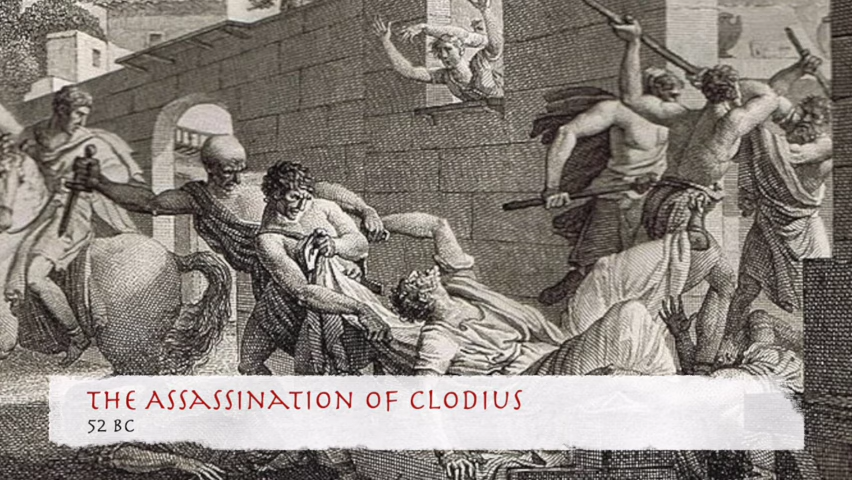 THE ASSASSINATION OF CLODIUS
52 BC